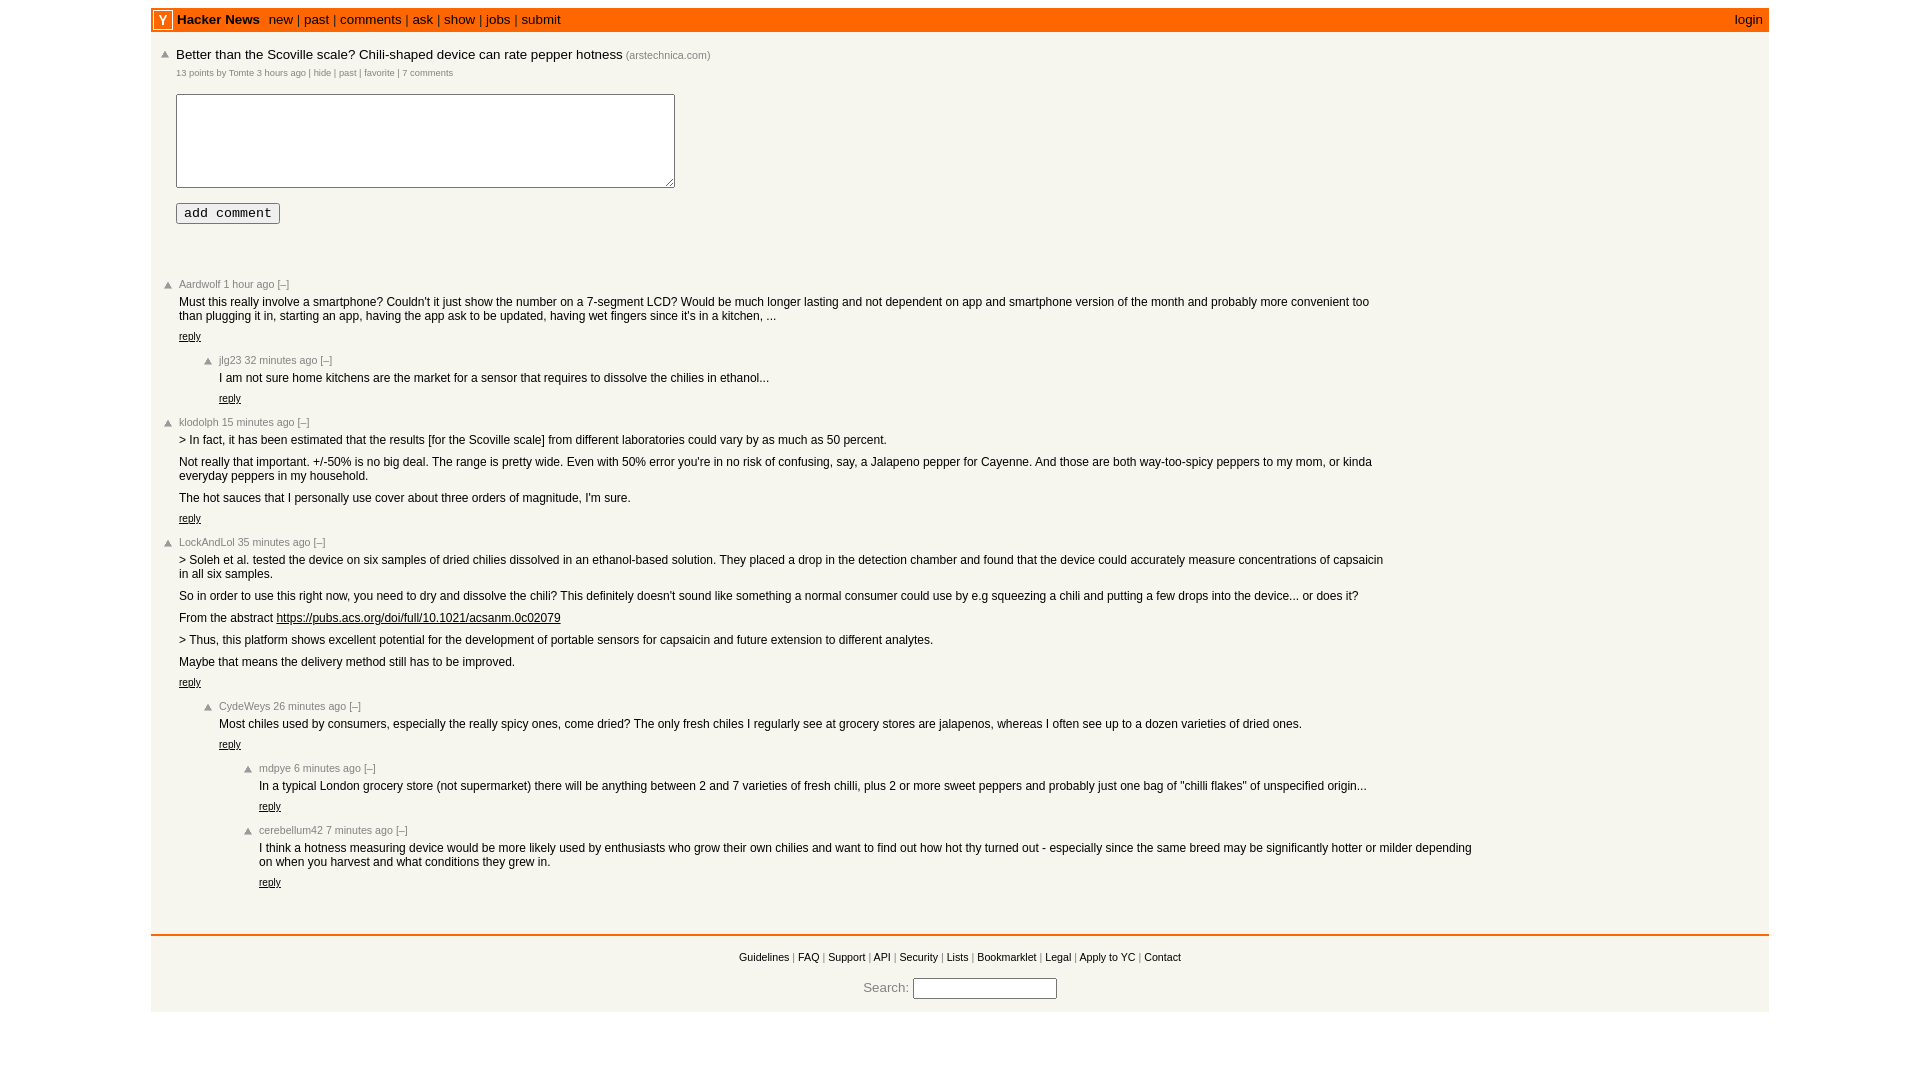 Y Hacker News new | past | comments | ask | show | jobs | submit login
Better than the Scoville scale? Chili-shaped device can rate pepper hotness (arstechnica.com)
13 points by Tomte 3 hours ago | hide | past | favorite | 7 comments
add comment
Aardwolf 1 hour ago [–]
Must this really involve a smartphone? Couldn't it just show the number on a 7-segment LCD? Would be much longer lasting and not dependent on app and smartphone version of the month and probably more convenient too
than plugging it in, starting an app, having the app ask to be updated, having wet fingers since it's in a kitchen, ...
reply
jlg23 32 minutes ago [–]
I am not sure home kitchens are the market for a sensor that requires to dissolve the chilies in ethanol...
reply
klodolph 15 minutes ago [–]
> In fact, it has been estimated that the results [for the Scoville scale] from different laboratories could vary by as much as 50 percent.
Not really that important. +/-50% is no big deal. The range is pretty wide. Even with 50% error you're in no risk of confusing, say, a Jalapeno pepper for Cayenne. And those are both way-too-spicy peppers to my mom, or kinda
everyday peppers in my household.
The hot sauces that I personally use cover about three orders of magnitude, I'm sure.
reply
LockAndLol 35 minutes ago [–]
> Soleh et al. tested the device on six samples of dried chilies dissolved in an ethanol-based solution. They placed a drop in the detection chamber and found that the device could accurately measure concentrations of capsaicin
in all six samples.
So in order to use this right now, you need to dry and dissolve the chili? This definitely doesn't sound like something a normal consumer could use by e.g squeezing a chili and putting a few drops into the device... or does it?
From the abstract https://pubs.acs.org/doi/full/10.1021/acsanm.0c02079
> Thus, this platform shows excellent potential for the development of portable sensors for capsaicin and future extension to different analytes.
Maybe that means the delivery method still has to be improved.
reply
CydeWeys 26 minutes ago [–]
Most chiles used by consumers, especially the really spicy ones, come dried? The only fresh chiles I regularly see at grocery stores are jalapenos, whereas I often see up to a dozen varieties of dried ones.
reply
mdpye 6 minutes ago [–]
In a typical London grocery store (not supermarket) there will be anything between 2 and 7 varieties of fresh chilli, plus 2 or more sweet peppers and probably just one bag of "chilli flakes" of unspecified origin...
reply
cerebellum42 7 minutes ago [–]
I think a hotness measuring device would be more likely used by enthusiasts who grow their own chilies and want to find out how hot thy turned out - especially since the same breed may be significantly hotter or milder depending
on when you harvest and what conditions they grew in.
reply
Guidelines | FAQ | Support | API | Security | Lists | Bookmarklet | Legal | Apply to YC | Contact
Search: